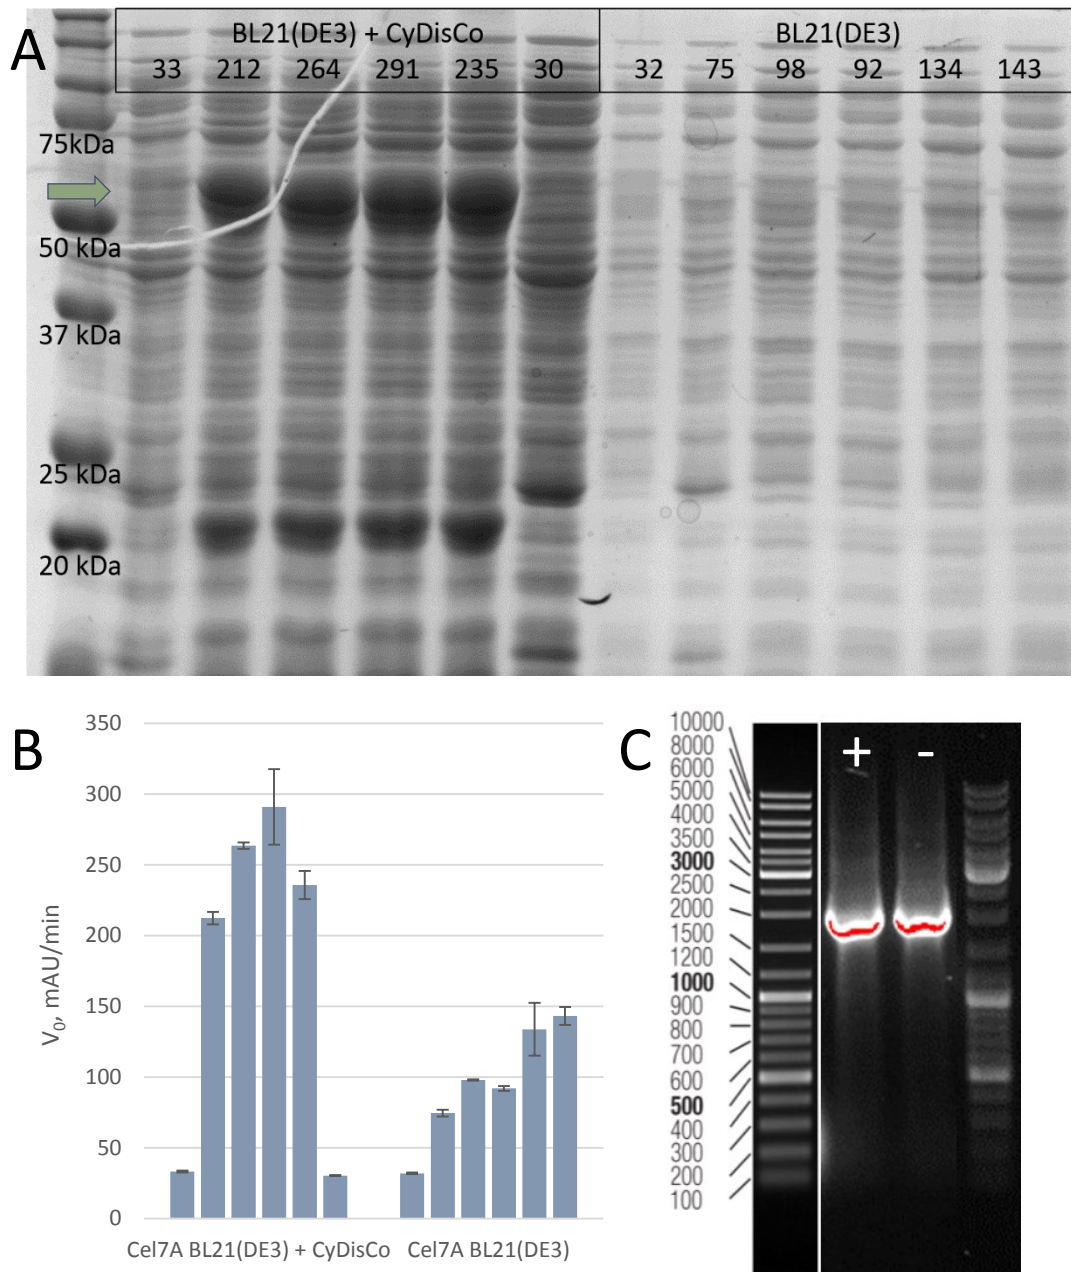 A
BL21(DE3) + CyDisCo
BL21(DE3)
33 212 264 291 235 30 32 75 98 92 134 143
75kDa
50 kDa
37 kDa
25 kDa
20 kDa
B
350
300
250
200
150
100
50
0
V₀, mAU/min
Cel7A BL21(DE3) + CyDisCo Cel7A BL21(DE3)
C
+ -
10000
8000
6000
5000
4000
3500
3000
2500
2000
1500
1200
1000
900
800
700
600
500
400
300
200
100